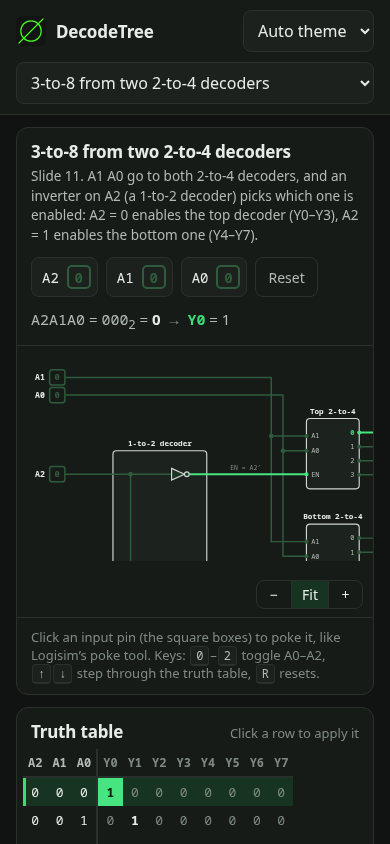 DecodeTree
Auto theme
3-to-8 from two 2-to-4 decoders
3-to-8 from two 2-to-4 decoders
Slide 11. A1 A0 go to both 2-to-4 decoders, and an
inverter on A2 (a 1-to-2 decoder) picks which one is
enabled: A2 = 0 enables the top decoder (Y0–Y3), A2
= 1 enables the bottom one (Y4–Y7).
A2 0 A1 0 A0 0 Reset
A2A1A0 = 000₂ = 0 → Y0 = 1
A1 0
A0 0
Top 2-to-4
A1 0
A0 1
2
EN 3
1-to-2 decoder
A2 0
EN = A2'
Bottom 2-to-4
A1 0
A0 1
− Fit +
Click an input pin (the square boxes) to poke it, like
Logisim's poke tool. Keys: 0 – 2 toggle A0–A2,
↑ ↓ step through the truth table, R resets.
Truth table Click a row to apply it
A2 A1 A0 Y0 Y1 Y2 Y3 Y4 Y5 Y6 Y7
0 0 0 1 0 0 0 0 0 0 0
0 0 1 0 1 0 0 0 0 0 0